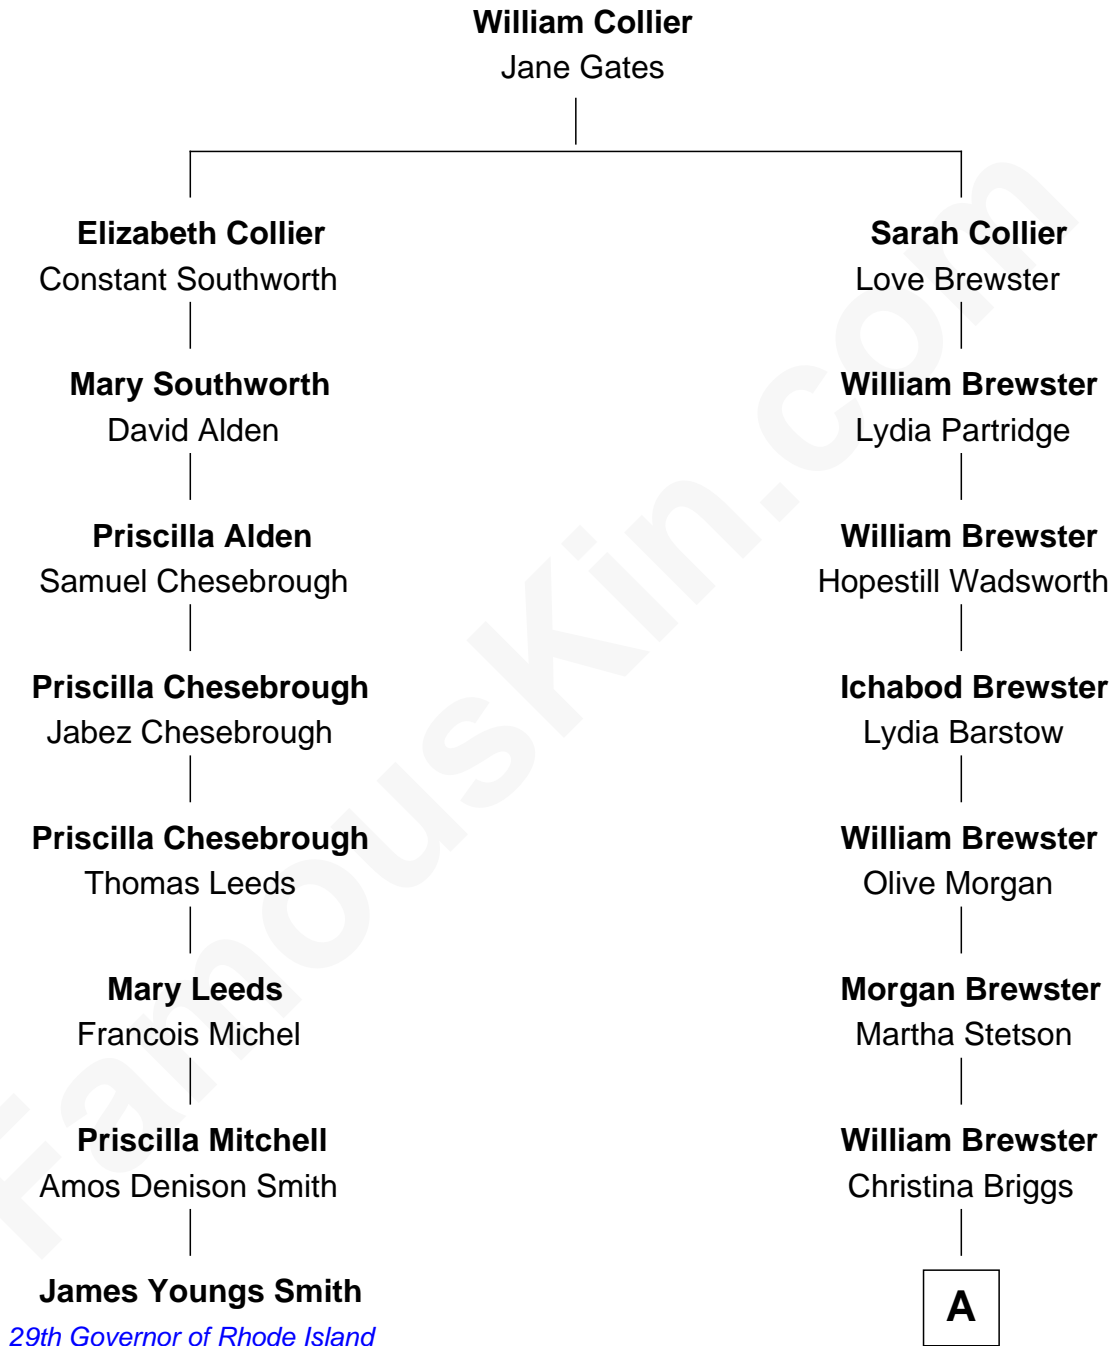 William Collier
Jane Gates
Elizabeth Collier
Constant Southworth
Sarah Collier
Love Brewster
Mary Southworth
David Alden
William Brewster
Lydia Partridge
Priscilla Alden
Samuel Chesebrough
William Brewster
Hopestill Wadsworth
Priscilla Chesebrough
Jabez Chesebrough
Ichabod Brewster
Lydia Barstow
Priscilla Chesebrough
Thomas Leeds
William Brewster
Olive Morgan
Mary Leeds
Francois Michel
Morgan Brewster
Martha Stetson
Priscilla Mitchell
Amos Denison Smith
William Brewster
Christina Briggs
James Youngs Smith
29th Governor of Rhode Island
A
FamousKin.com